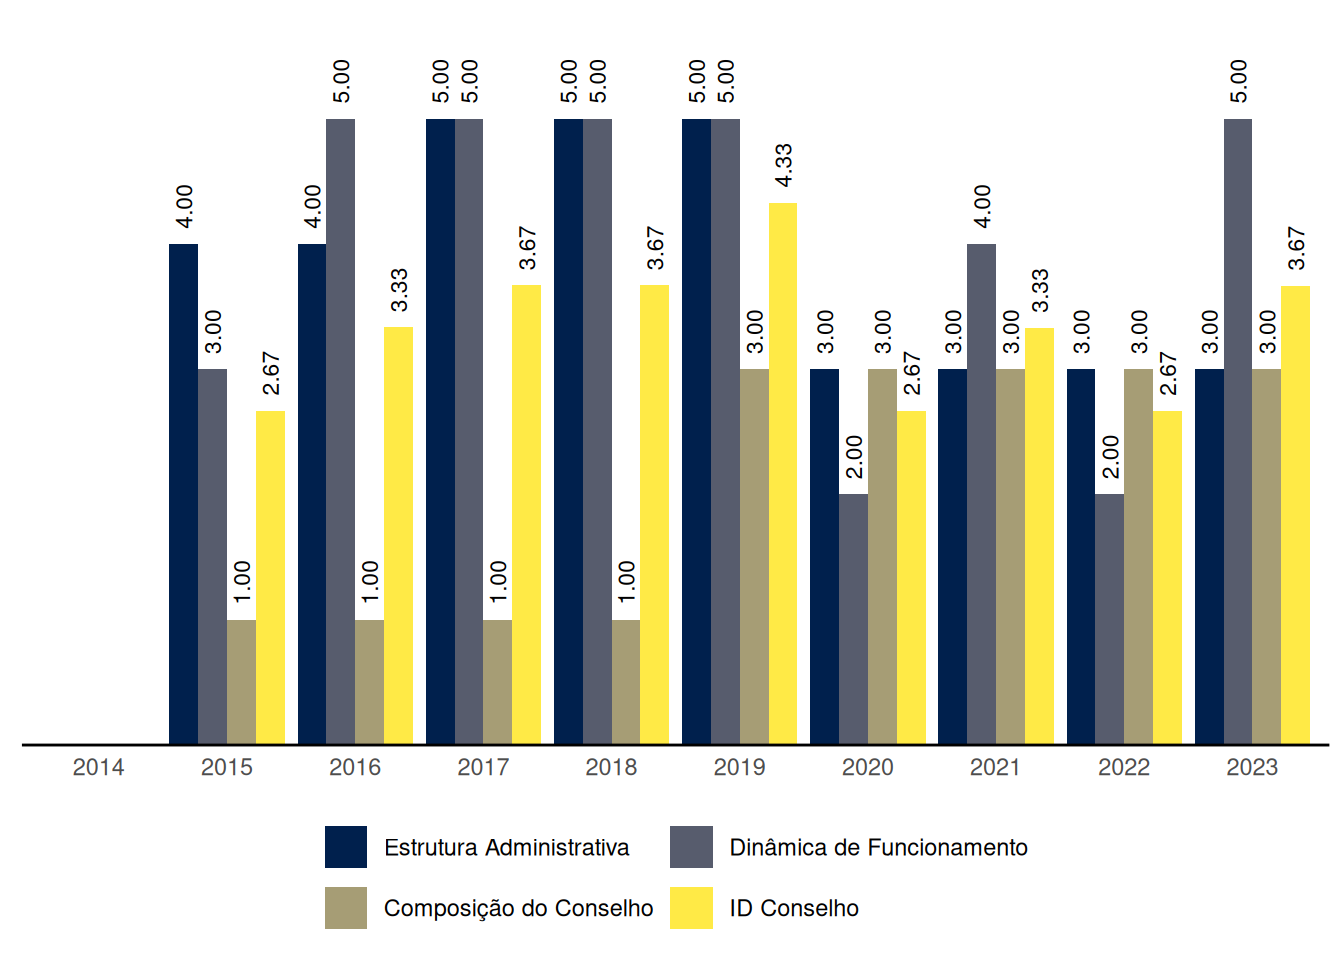 4.00 3.00 1.00 2.67
4.00 5.00 1.00 3.33
5.00 5.00 1.00 3.67
5.00 5.00 1.00 3.67
5.00 5.00 3.00 4.33
3.00 2.00 3.00 2.67
3.00 4.00 3.00 3.33
3.00 2.00 3.00 2.67
3.00 5.00 3.00 3.67
2014 2015 2016 2017 2018 2019 2020 2021 2022 2023
Estrutura Administrativa Dinâmica de Funcionamento
Composição do Conselho ID Conselho